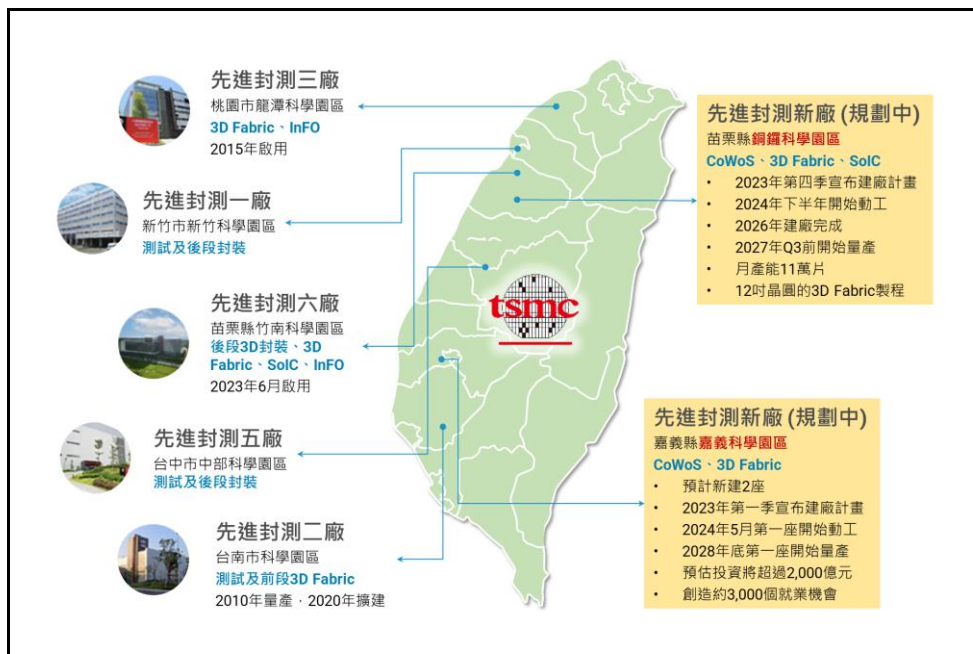 先進封測三廠
桃園市龍潭科學園區
3D Fabric、InFO
2015年啟用
先進封測一廠
新竹市新竹科學園區
測試及後段封裝
先進封測六廠
苗栗縣竹南科學園區
後段3D封裝、3D
Fabric、SoIC、InFO
2023年6月啟用
先進封測五廠
台中市中部科學園區
測試及後段封裝
先進封測二廠
台南市科學園區
測試及前段3D Fabric
2010年量產，2020年擴建
tsmc
先進封測新廠 (規劃中)
苗栗縣銅鑼科學園區
CoWoS、3D Fabric、SoIC
• 2023年第四季宣布建廠計畫
• 2024年下半年開始動工
• 2026年建廠完成
• 2027年Q3前開始量產
• 月產能11萬片
• 12吋晶圓的3D Fabric製程
先進封測新廠 (規劃中)
嘉義縣嘉義科學園區
CoWoS、3D Fabric
• 預計新建2座
• 2023年第一季宣布建廠計畫
• 2024年5月第一座開始動工
• 2028年底第一座開始量產
• 預估投資將超過2,000億元
• 創造約3,000個就業機會